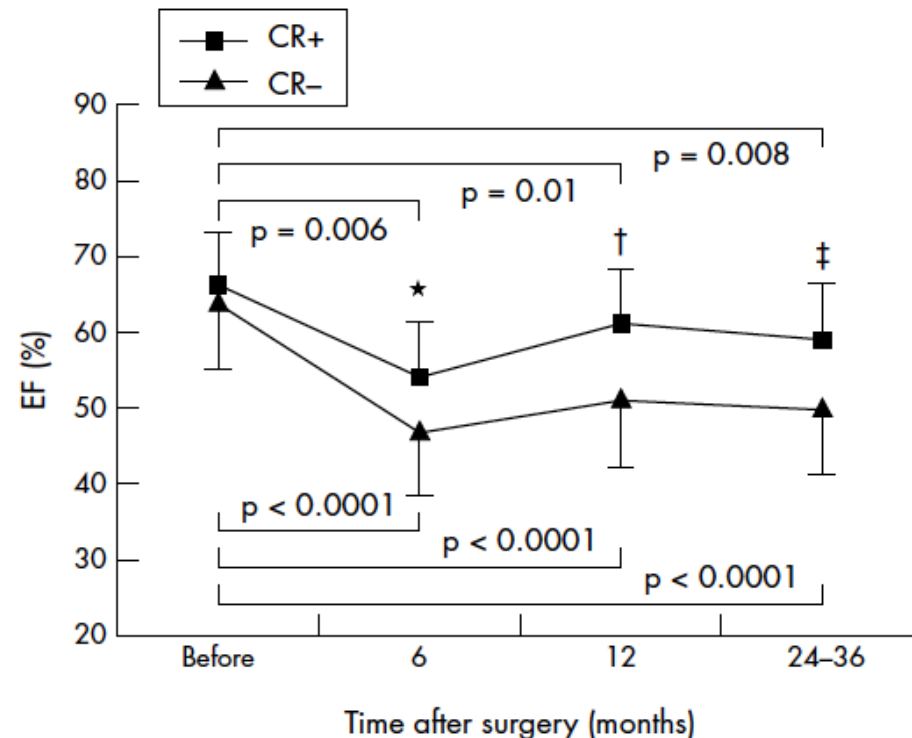 CR+
CR–
90
80
70
60
50
40
30
20
EF (%)
p = 0.008
p = 0.01
p = 0.006
★
†
‡
p < 0.0001
p < 0.0001
p < 0.0001
Before
6
12
24–36
Time after surgery (months)